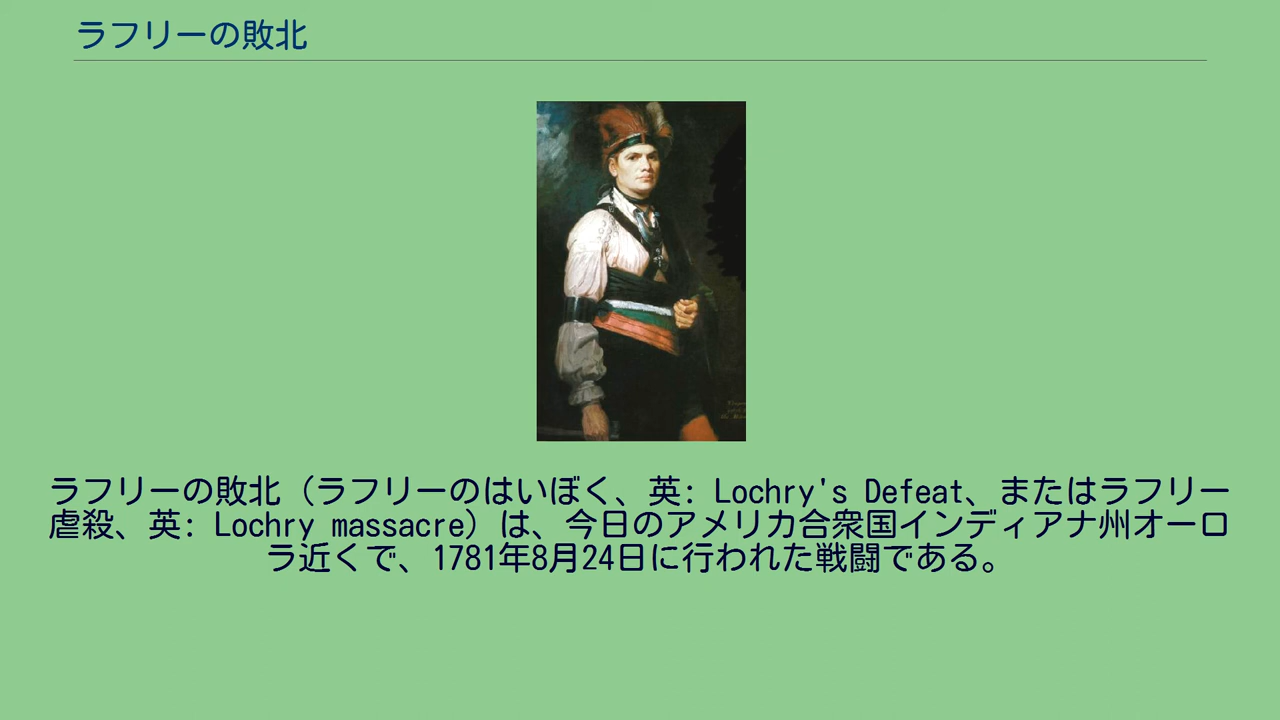 ラフリーの敗北
ラフリーの敗北（ラフリーのはいぼく、英: Lochry's Defeat、またはラフリー
虐殺、英: Lochry massacre）は、今日のアメリカ合衆国インディアナ州オーロ
ラ近くで、1781年8月24日に行われた戦闘である。